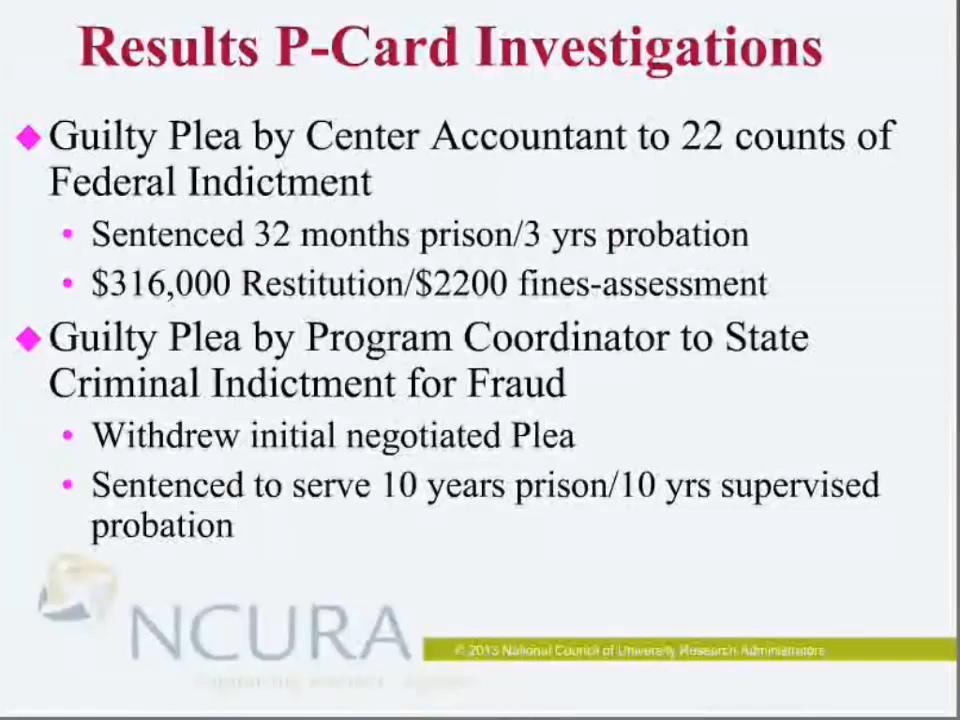 Results P-Card Investigations
Guilty Plea by Center Accountant to 22 counts of
Federal Indictment
Sentenced 32 months prison/3 yrs probation
$316,000 Restitution/$2200 fines-assessment
Guilty Plea by Program Coordinator to State
Criminal Indictment for Fraud
Withdrew initial negotiated Plea
Sentenced to serve 10 years prison/10 yrs supervised
probation
NCURA
© 2013 National Council of University Research Administrators